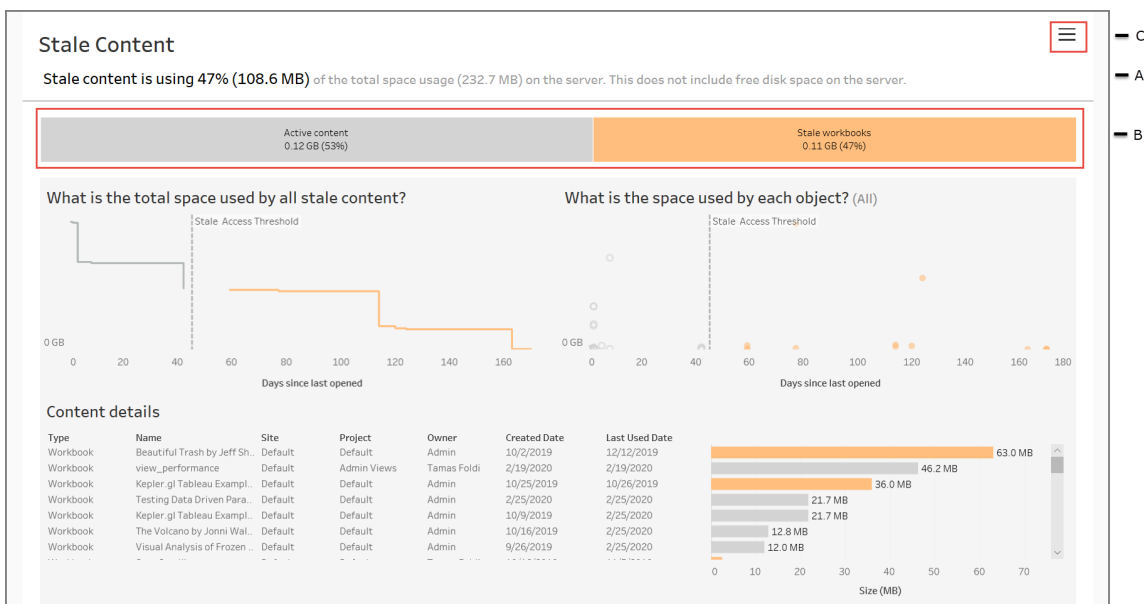 Stale Content
C
Stale content is using 47% (108.6 MB) of the total space usage (232.7 MB) on the server. This does not include free disk space on the server.
A
Active content
0.12 GB (53%)
Stale workbooks
0.11 GB (47%)
B
What is the total space used by all stale content?
Stale Access Threshold
0 GB
0 20 40 60 80 100 120 140 160
Days since last opened
What is the space used by each object? (All)
Stale Access Threshold
0 GB
0 20 40 60 80 100 120 140 160 180
Days since last opened
Content details
Type Name Site Project Owner Created Date Last Used Date
Workbook Beautiful Trash by Jeff Sh.. Default Default Admin 10/2/2019 12/12/2019 63.0 MB
Workbook view_performance Default Admin Views Tamas Foldi 2/19/2020 2/19/2020 46.2 MB
Workbook Kepler.gl Tableau Exampl.. Default Default Admin 10/25/2019 10/26/2019 36.0 MB
Workbook Testing Data Driven Para.. Default Default Admin 2/25/2020 2/25/2020 21.7 MB
Workbook Kepler.gl Tableau Exampl.. Default Default Admin 10/9/2019 2/25/2020 21.7 MB
Workbook The Volcano by Jonni Wal.. Default Default Admin 10/16/2019 2/25/2020 12.8 MB
Workbook Visual Analysis of Frozen .. Default Default Admin 9/26/2019 2/25/2020 12.0 MB
0 10 20 30 40 50 60 70
Size (MB)